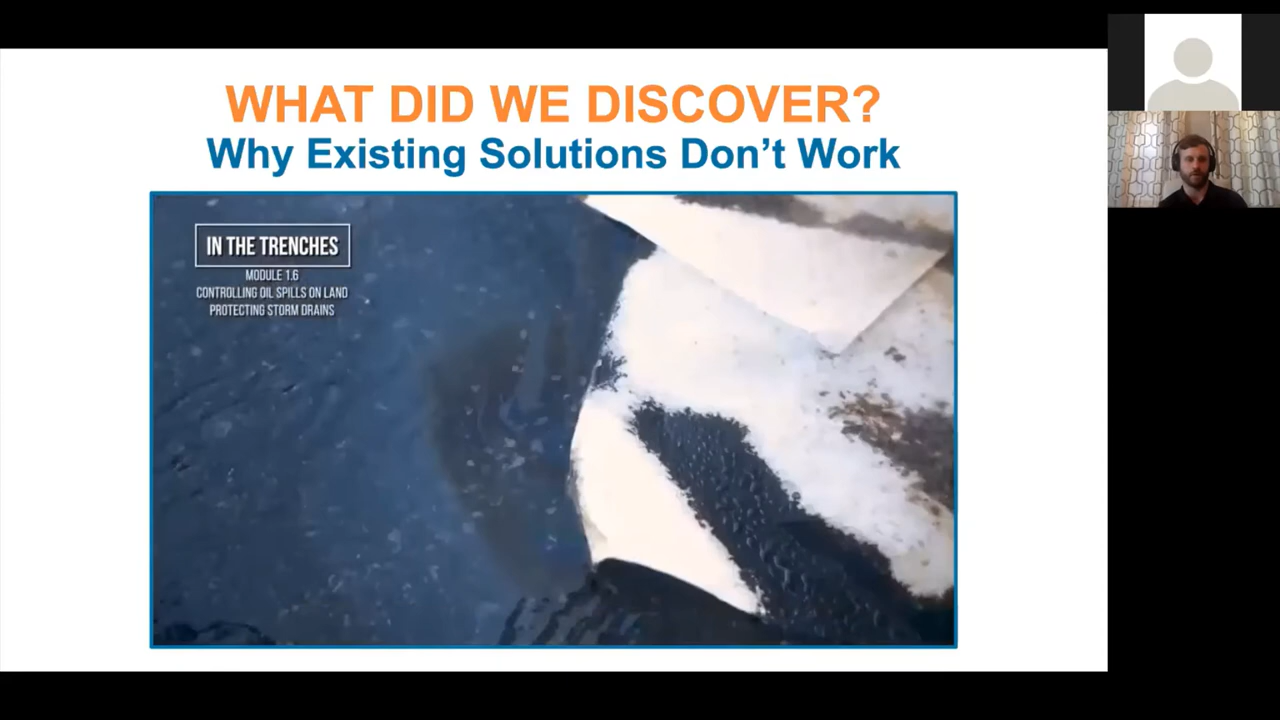 WHAT DID WE DISCOVER?
Why Existing Solutions Don’t Work
IN THE TRENCHES
MODULE 1.6
CONTROLLING OIL SPILLS ON LAND
PROTECTING STORM DRAINS